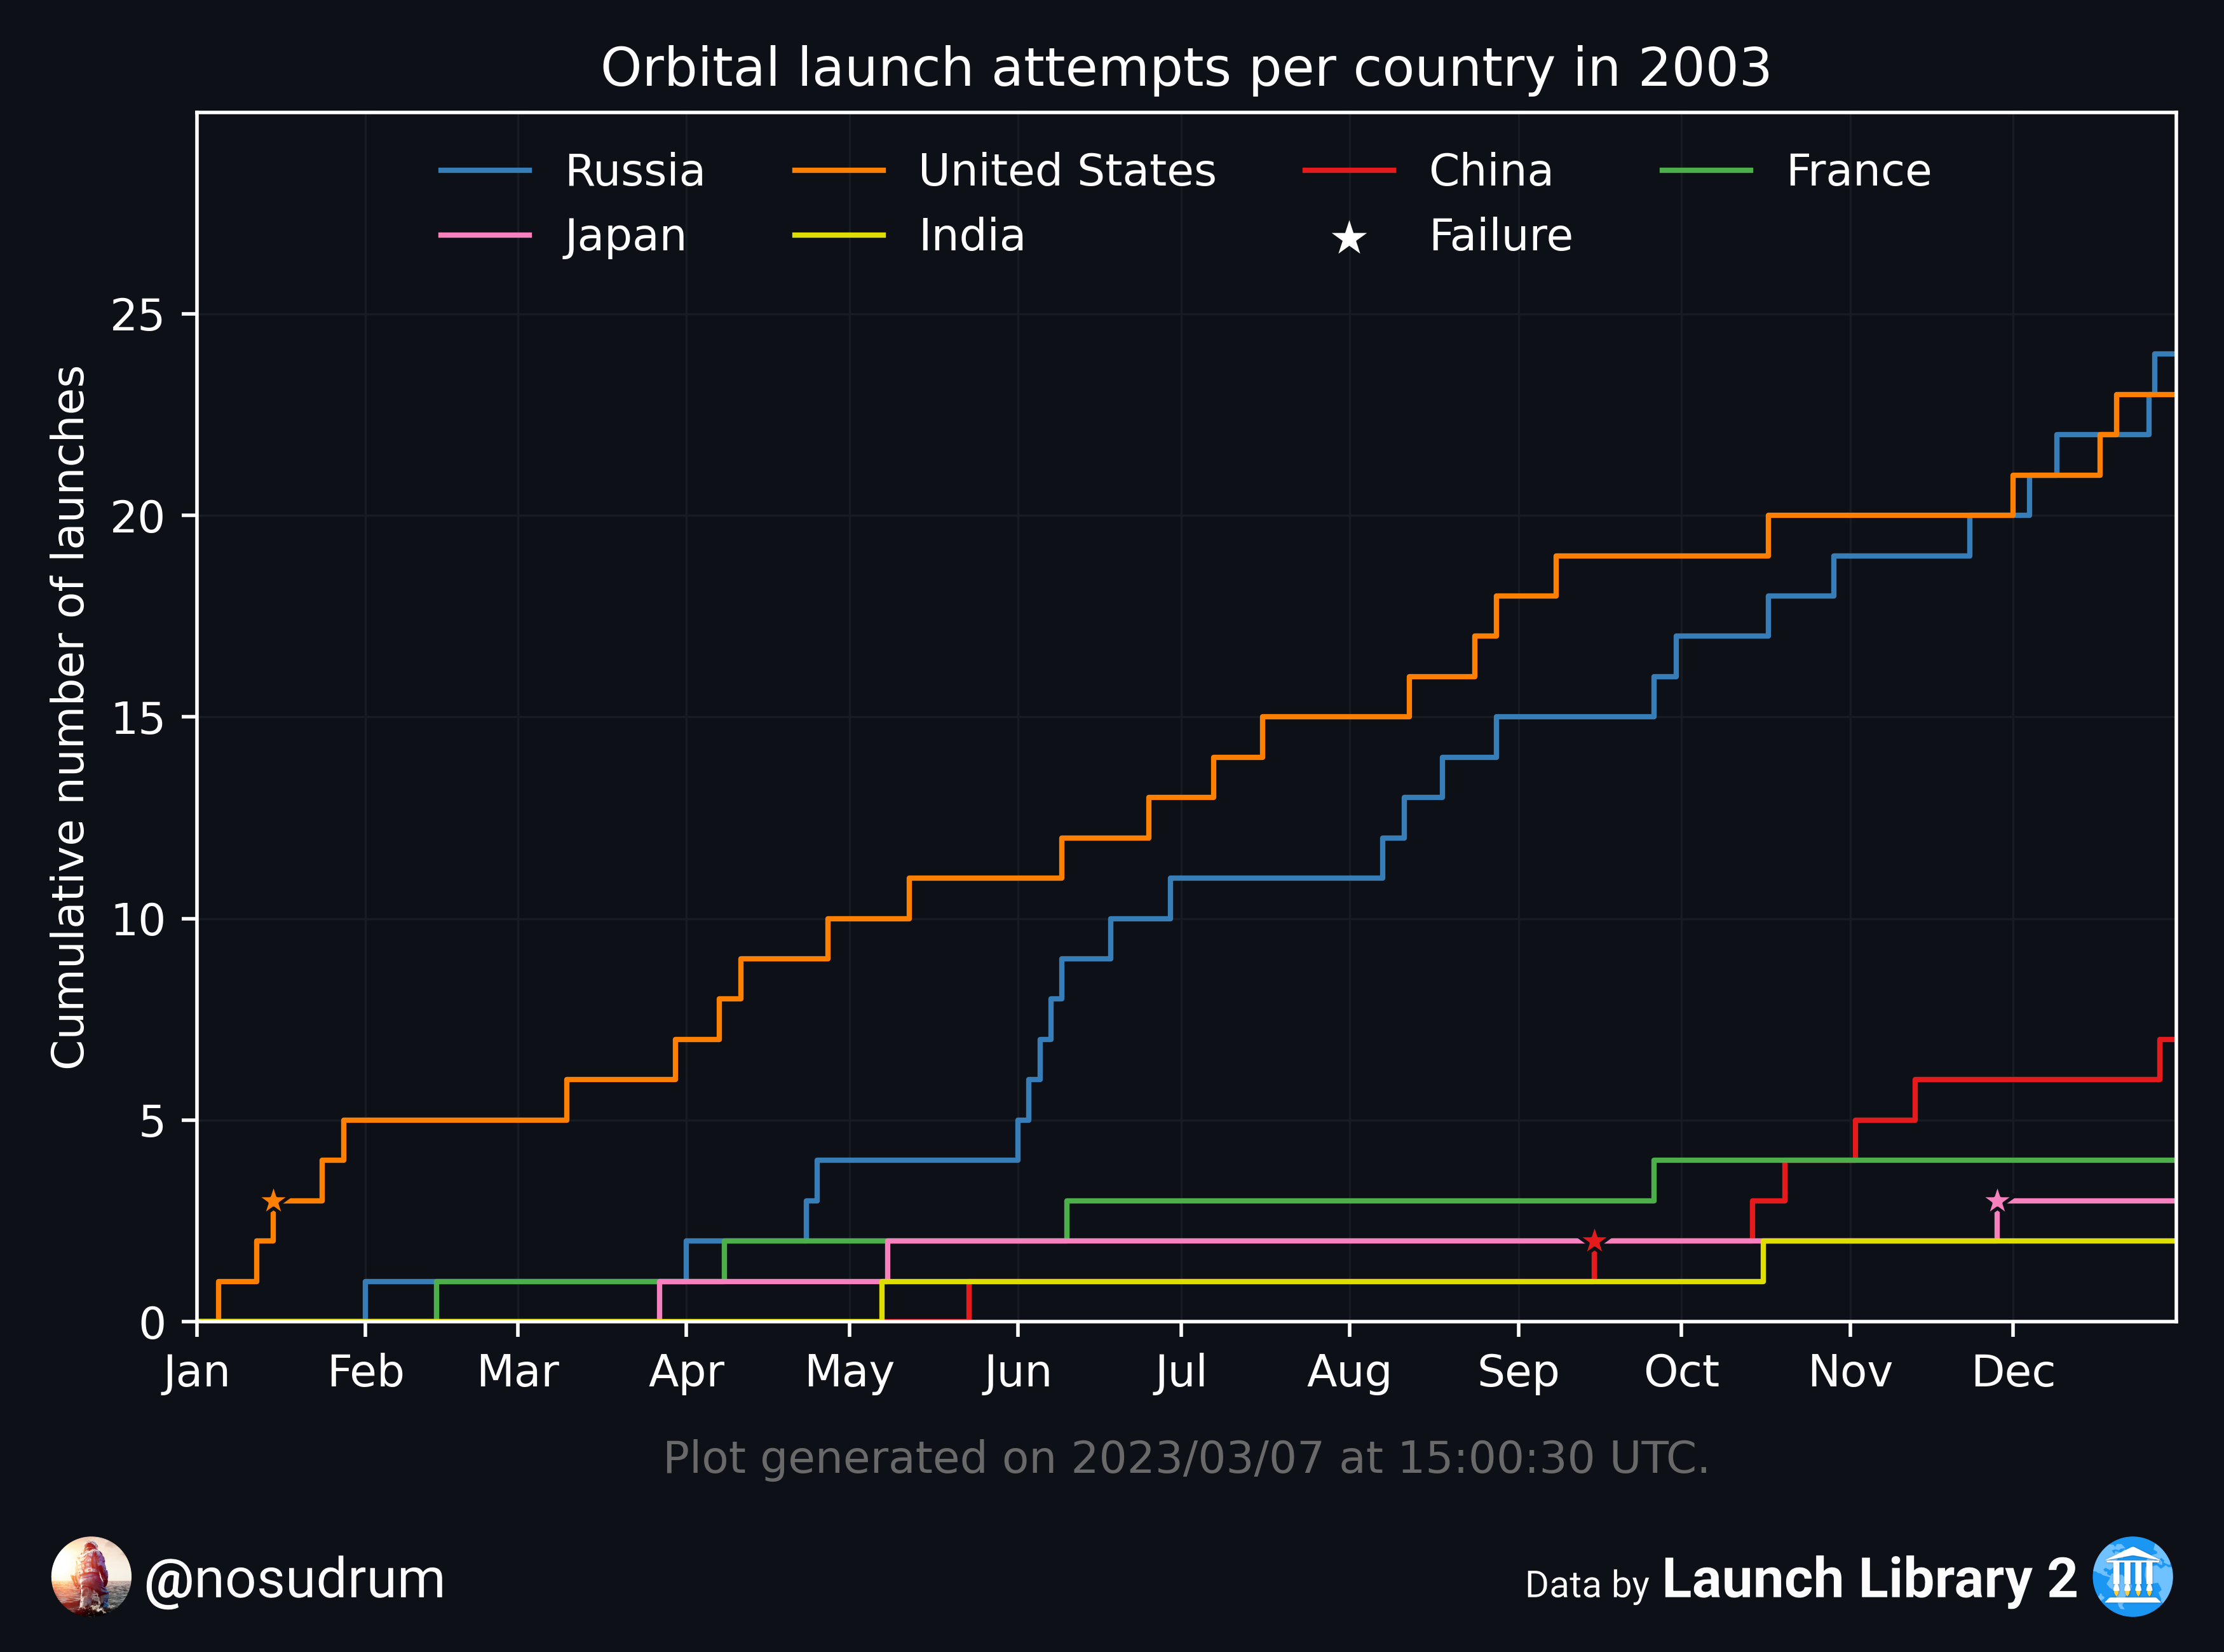 Orbital launch attempts per country in 2003
Russia United States China France
Japan India Failure
Cumulative number of launches
25
20
15
10
5
0
Jan Feb Mar Apr May Jun Jul Aug Sep Oct Nov Dec
Plot generated on 2023/03/07 at 15:00:30 UTC.
@nosudrum
Data by Launch Library 2